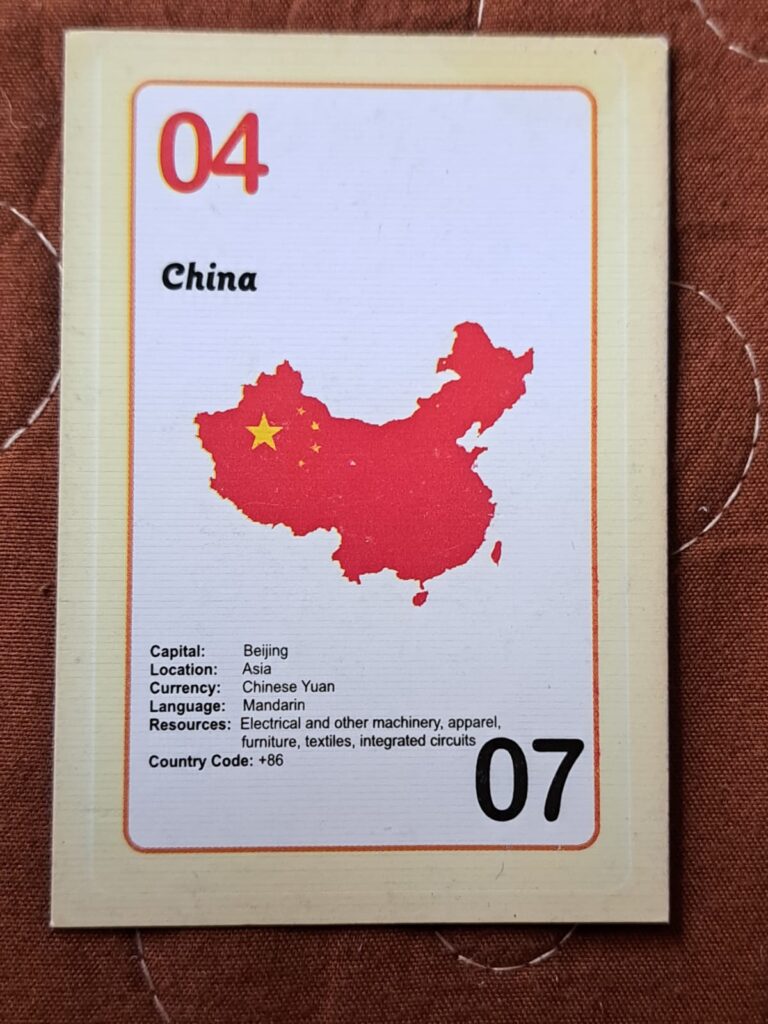 04
China
Capital: Beijing
Location: Asia
Currency: Chinese Yuan
Language: Mandarin
Resources: Electrical and other machinery, apparel,
furniture, textiles, integrated circuits
Country Code: +86
07